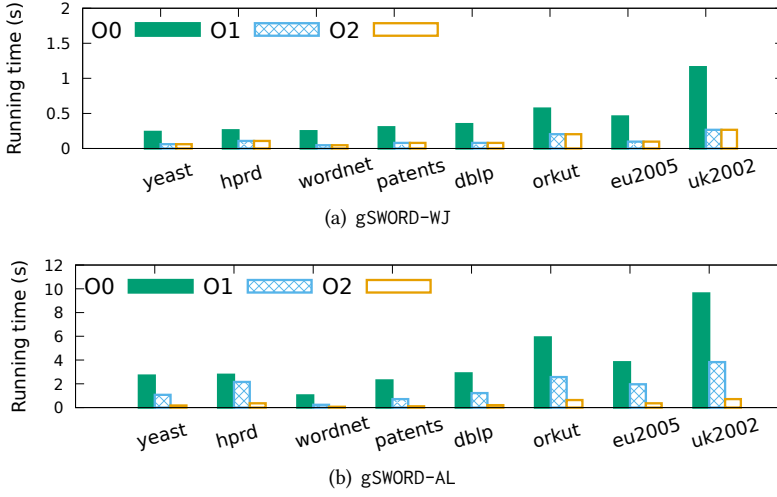 2
1.5
1
0.5
0
Running time (s)
O0 O1 O2
yeast hprd wordnet patents dblp orkut eu2005 uk2002
(a) gSWORD-WJ
12
10
8
6
4
2
0
Running time (s)
O0 O1 O2
yeast hprd wordnet patents dblp orkut eu2005 uk2002
(b) gSWORD-AL